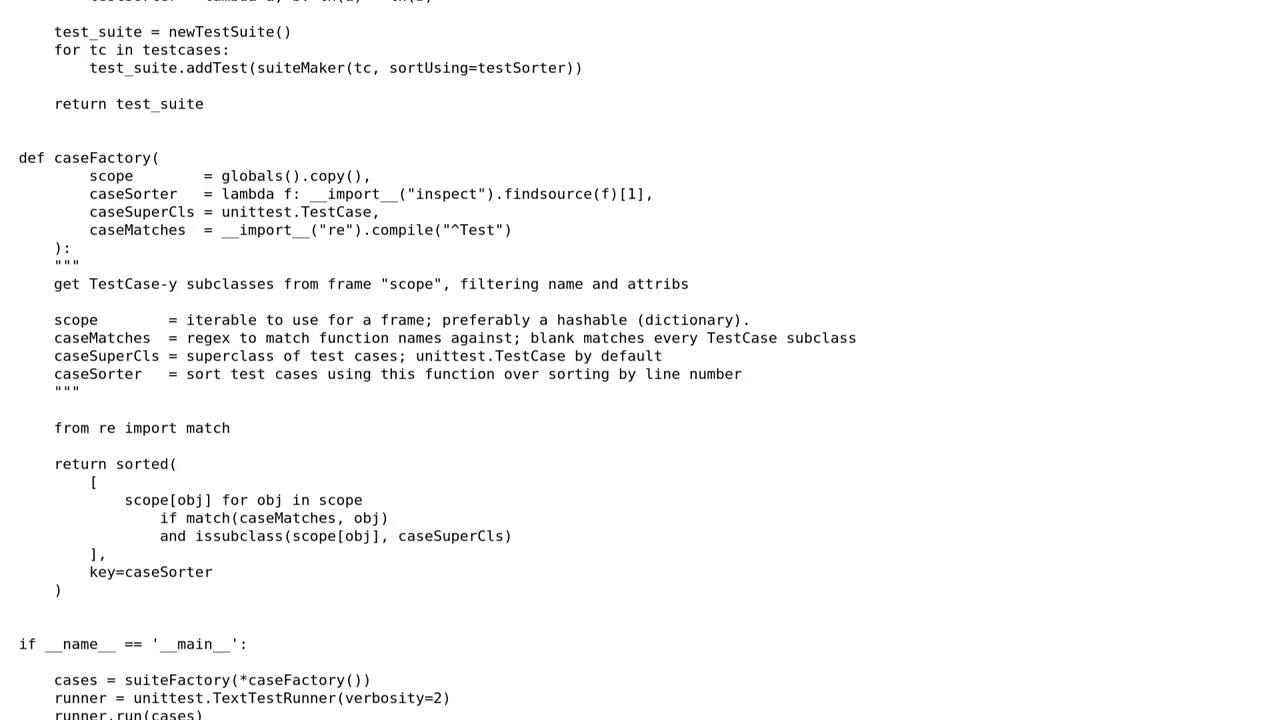 test_suite = newTestSuite()
for tc in testcases:
test_suite.addTest(suiteMaker(tc, sortUsing=testSorter))
return test_suite
def caseFactory(
scope        = globals().copy(),
caseSorter   = lambda f: __import__("inspect").findsource(f)[1],
caseSuperCls = unittest.TestCase,
caseMatches  = __import__("re").compile("^Test")
):
"""
get TestCase-y subclasses from frame "scope", filtering name and attribs
scope        = iterable to use for a frame; preferably a hashable (dictionary).
caseMatches  = regex to match function names against; blank matches every TestCase subclass
caseSuperCls = superclass of test cases; unittest.TestCase by default
caseSorter   = sort test cases using this function over sorting by line number
"""
from re import match
return sorted(
[
scope[obj] for obj in scope
if match(caseMatches, obj)
and issubclass(scope[obj], caseSuperCls)
],
key=caseSorter
)
if __name__ == '__main__':
cases = suiteFactory(*caseFactory())
runner = unittest.TextTestRunner(verbosity=2)
runner.run(cases)